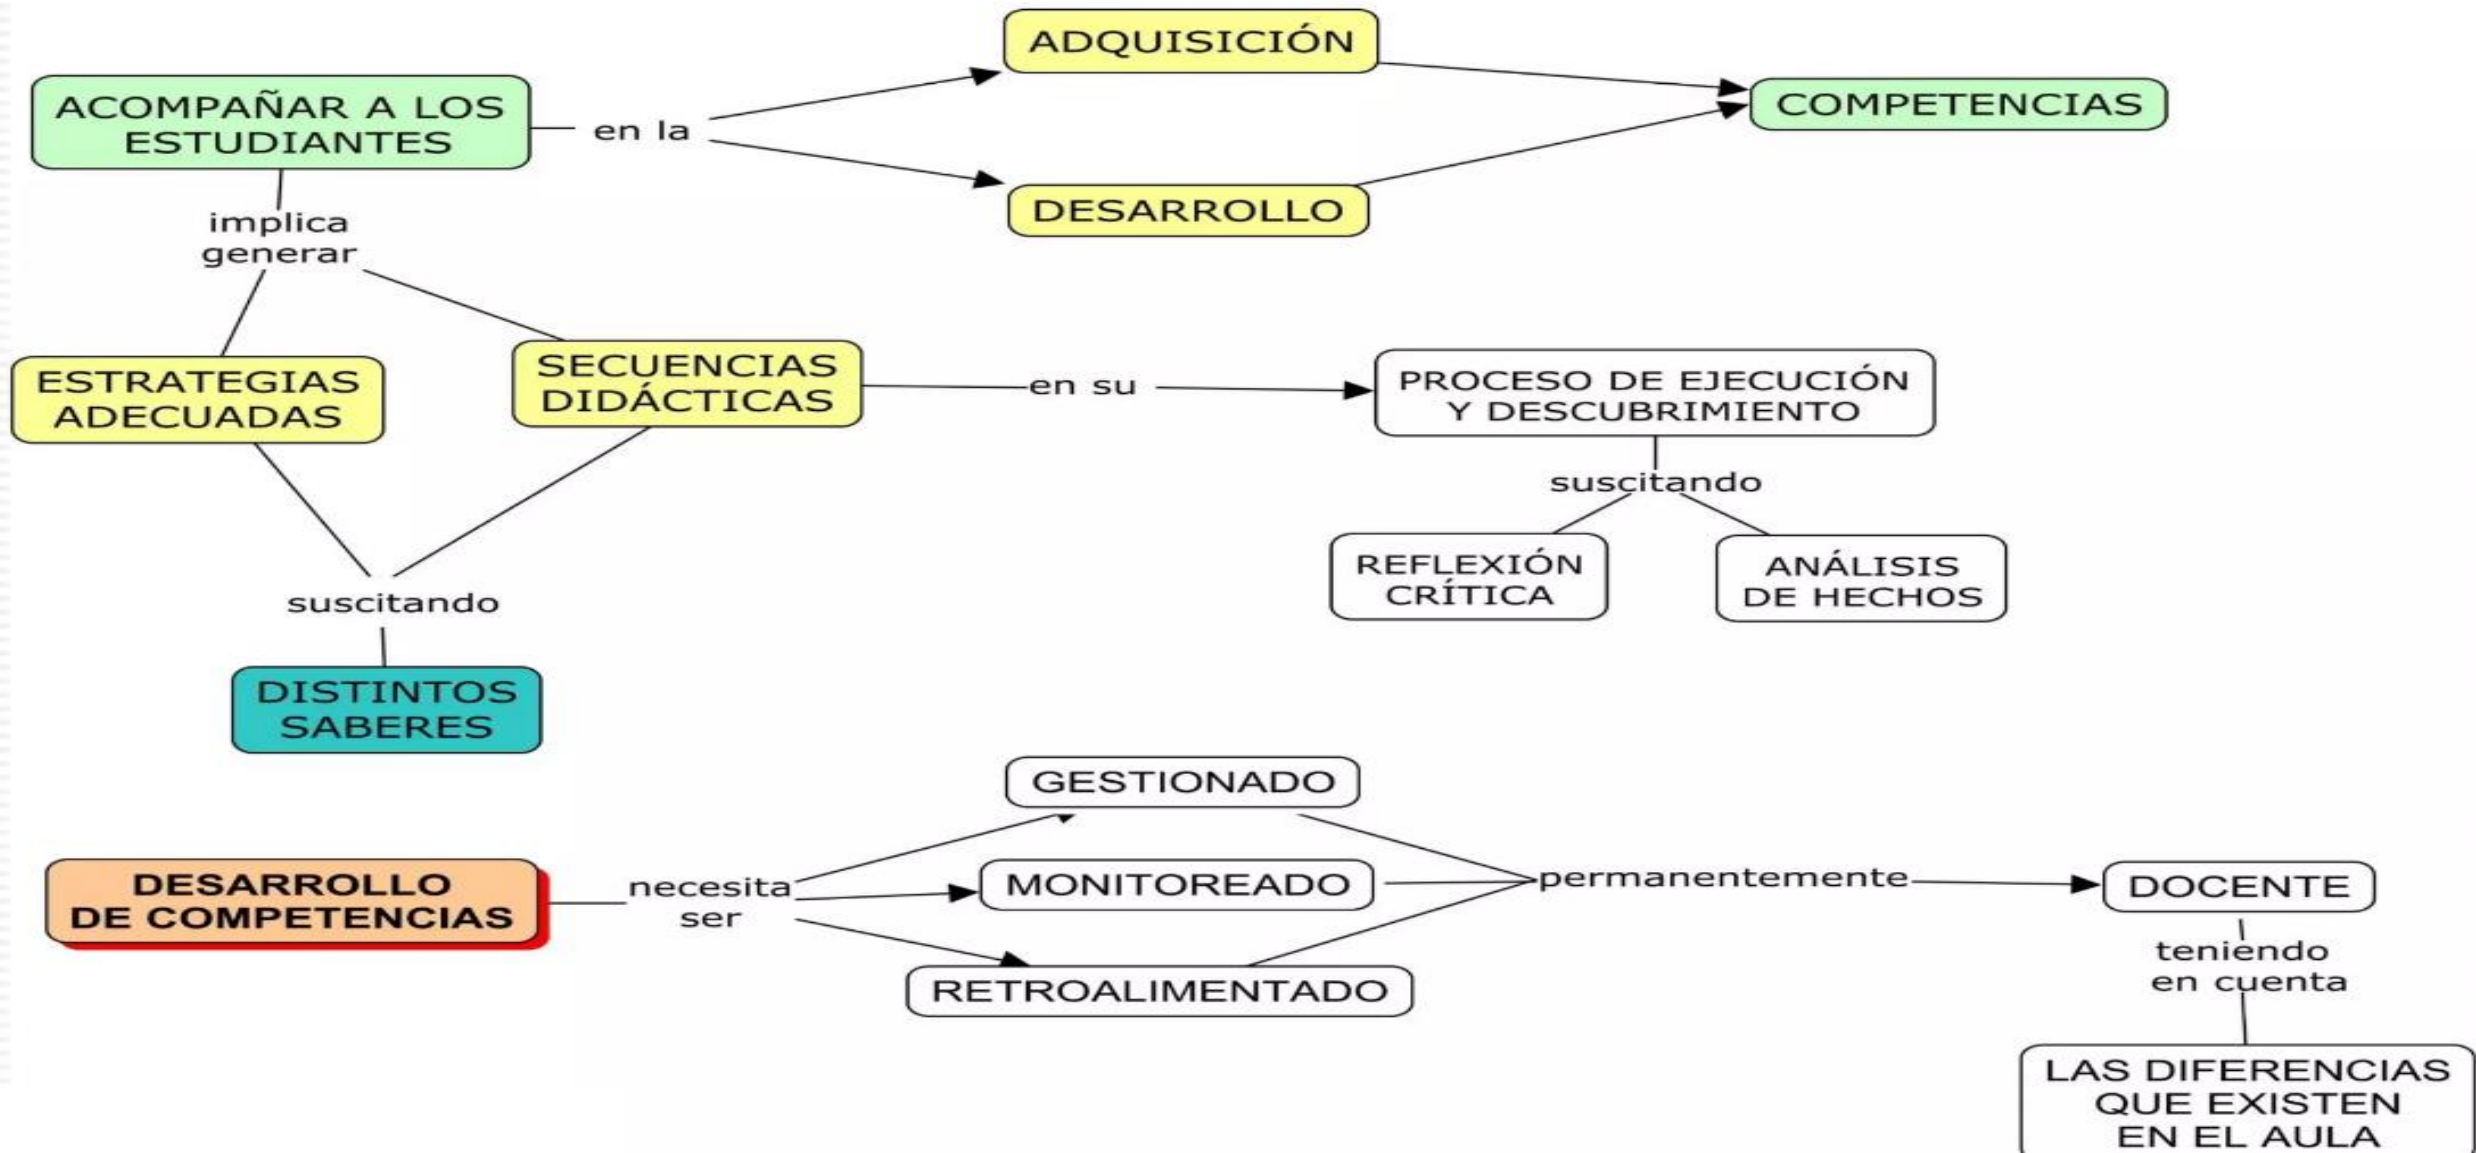 ADQUISICIÓN
ACOMPAÑAR A LOS
ESTUDIANTES
en la
COMPETENCIAS
DESARROLLO
implica
generar
ESTRATEGIAS
ADECUADAS
SECUENCIAS
DIDÁCTICAS
en su
PROCESO DE EJECUCIÓN
Y DESCUBRIMIENTO
suscitando
REFLEXIÓN
CRÍTICA
ANÁLISIS
DE HECHOS
suscitando
DISTINTOS
SABERES
DESARROLLO
DE COMPETENCIAS
necesita
ser
GESTIONADO
MONITOREADO
RETROALIMENTADO
permanentemente
DOCENTE
teniendo
en cuenta
LAS DIFERENCIAS
QUE EXISTEN
EN EL AULA